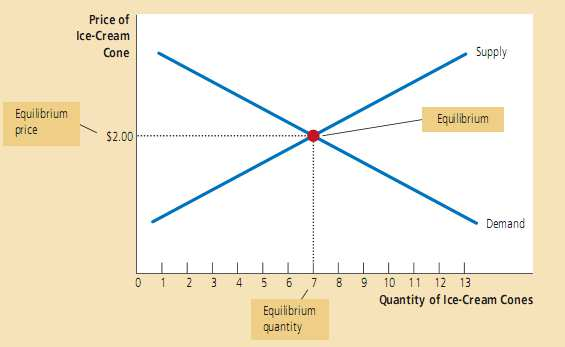 Price of
Ice-Cream
Cone
Supply
Equilibrium
price
Equilibrium
$2.00
Demand
0 1 2 3 4 5 6 7 8 9 10 11 12 13
Quantity of Ice-Cream Cones
Equilibrium
quantity